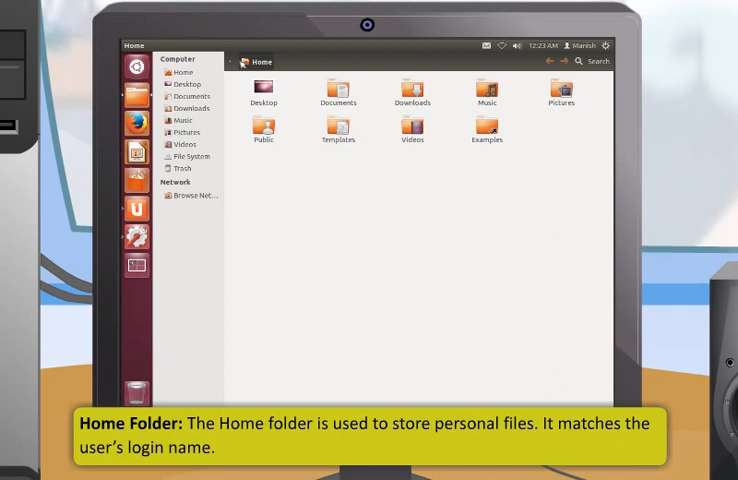 Home
12:23 AM Manish
Computer
Home
Desktop
Documents
Downloads
Music
Pictures
Videos
File System
Trash
Network
Browse Net...
Home
Search
Desktop Documents Downloads Music Pictures
Public Templates Videos Examples
Home Folder: The Home folder is used to store personal files. It matches the
user's login name.